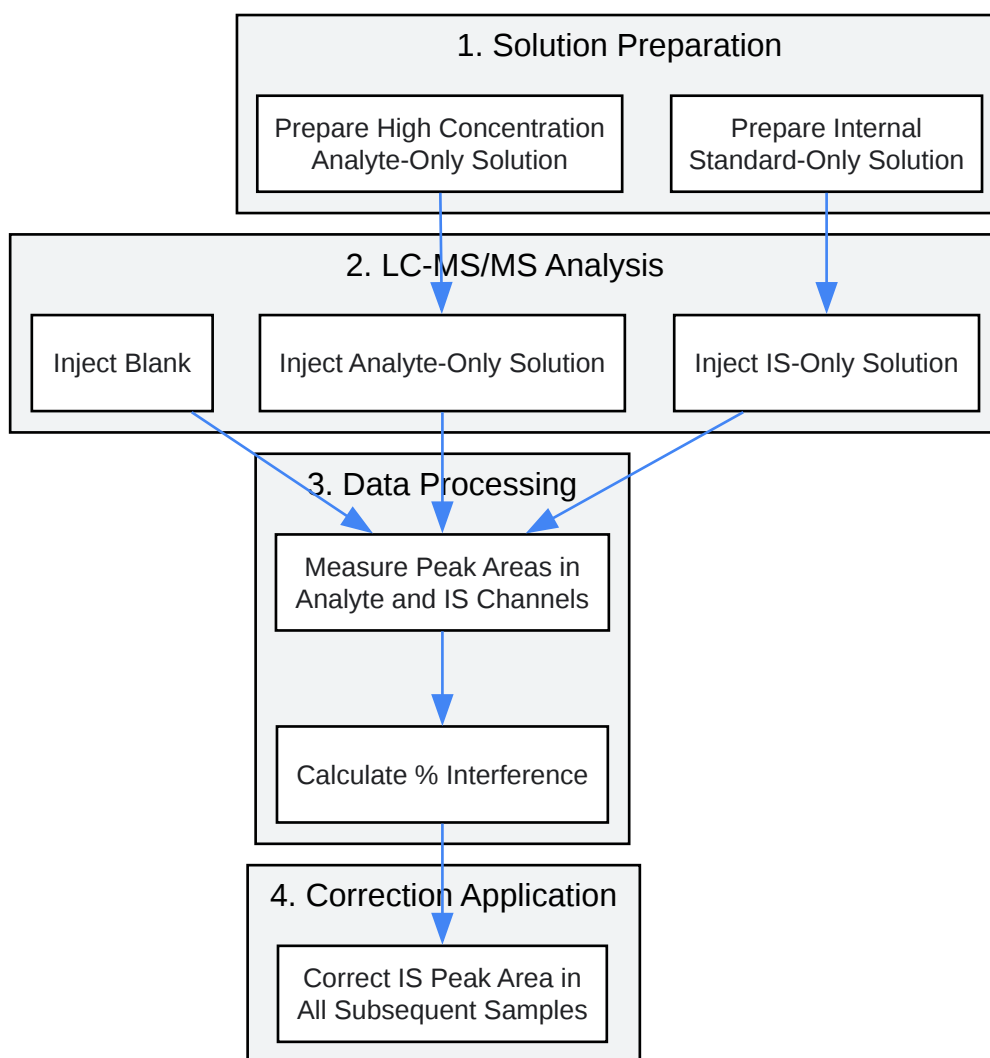 1. Solution Preparation
Prepare High Concentration
Analyte-Only Solution
Prepare Internal
Standard-Only Solution
2. LC-MS/MS Analysis
Inject Blank
Inject Analyte-Only Solution
Inject IS-Only Solution
3. Data Processing
Measure Peak Areas in
Analyte and IS Channels
Calculate % Interference
4. Correction Application
Correct IS Peak Area in
All Subsequent Samples